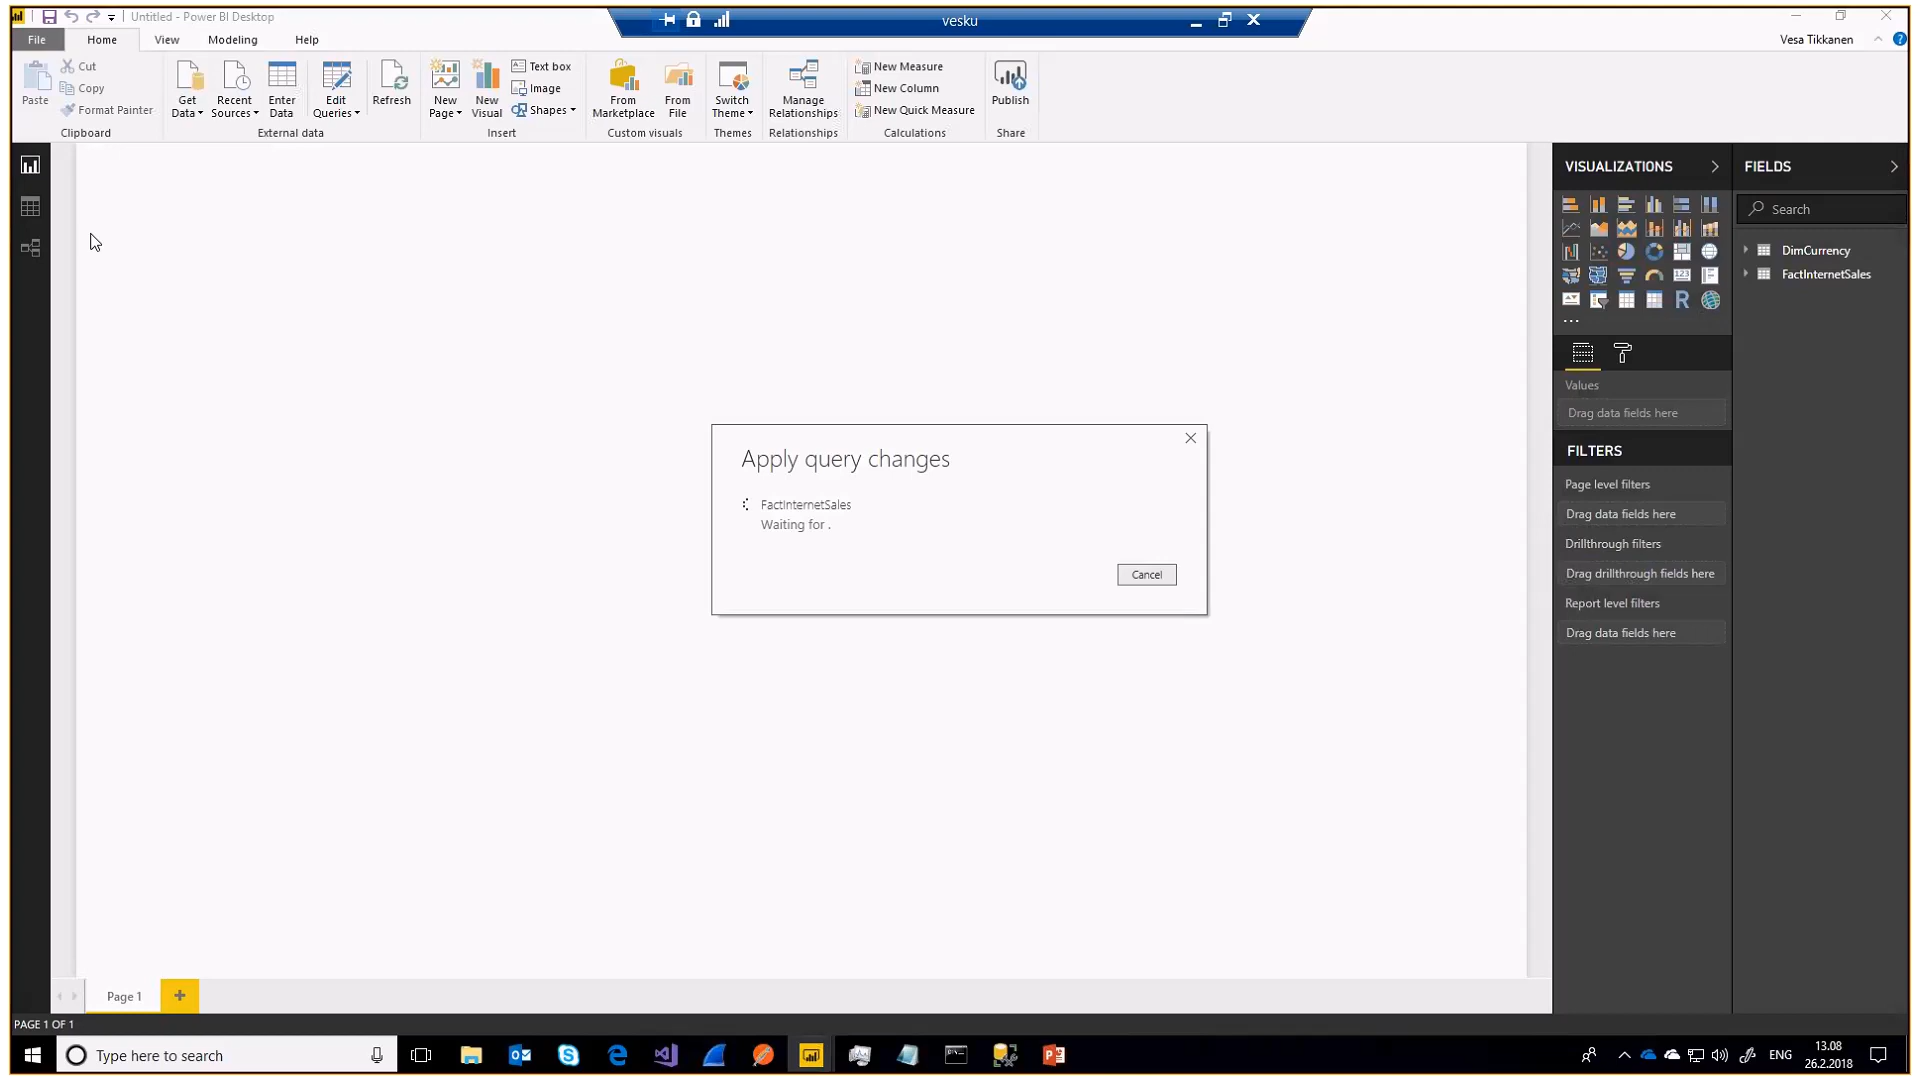 Untitled - Power BI Desktop
vesku
File Home View Modeling Help
Vesa Tikkanen
Paste
Cut
Copy
Format Painter
Clipboard
Get Data
Recent Sources
Enter Data
Edit Queries
Refresh
External data
New Page
New Visual
Text box
Image
Shapes
Insert
From Marketplace
From File
Custom visuals
Switch Theme
Themes
Manage Relationships
Relationships
New Measure
New Column
New Quick Measure
Calculations
Publish
Share
VISUALIZATIONS
R
123
...
Values
Drag data fields here
FILTERS
Page level filters
Drag data fields here
Drillthrough filters
Drag drillthrough fields here
Report level filters
Drag data fields here
FIELDS
Search
DimCurrency
FactInternetSales
Apply query changes
FactInternetSales
Waiting for .
Cancel
Page 1
PAGE 1 OF 1
Type here to search
ENG
13.08
26.2.2018